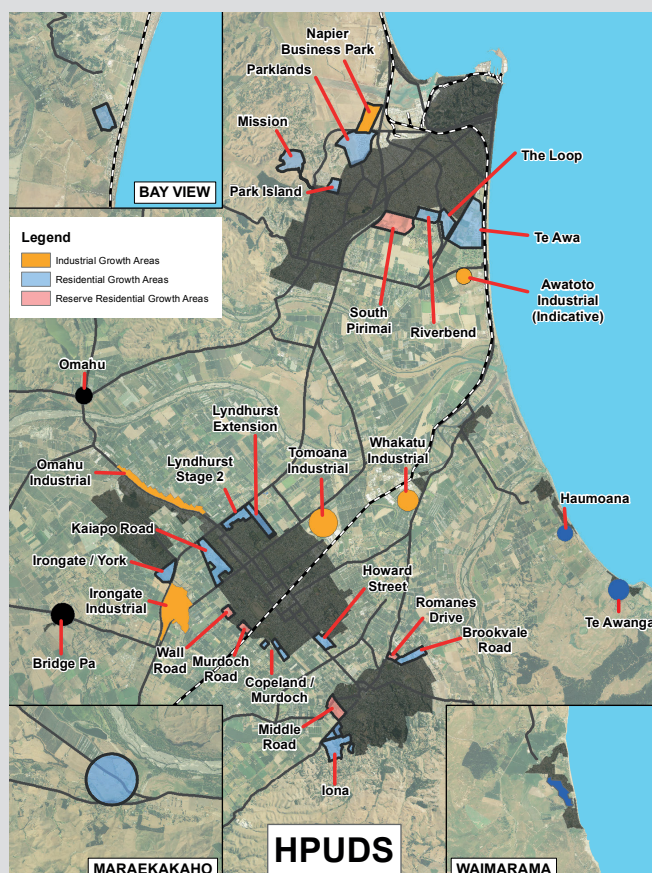 Napier
Business Park
Parklands
Mission
Park Island
The Loop
Te Awa
BAY VIEW
Legend
Industrial Growth Areas
Residential Growth Areas
Reserve Residential Growth Areas
Awatoto
Industrial
(Indicative)
South
Pirimai
Riverbend
Omahu
Lyndhurst
Extension
Lyndhurst
Stage 2
Tomoana
Industrial
Whakatu
Industrial
Omahu
Industrial
Haumoana
Kaiapo Road
Irongate / York
Irongate
Industrial
Howard
Street
Romanes
Drive
Brookvale
Road
Te Awanga
Bridge Pa
Wall
Road
Murdoch
Road
Copeland /
Murdoch
Middle
Road
Iona
MARAEKAKAHO
HPUDS
WAIMARAMA